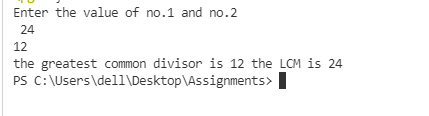 Enter the value of no.1 and no.2
24
12
the greatest common divisor is 12 the LCM is 24
PS C:\Users\dell\Desktop\Assignments>